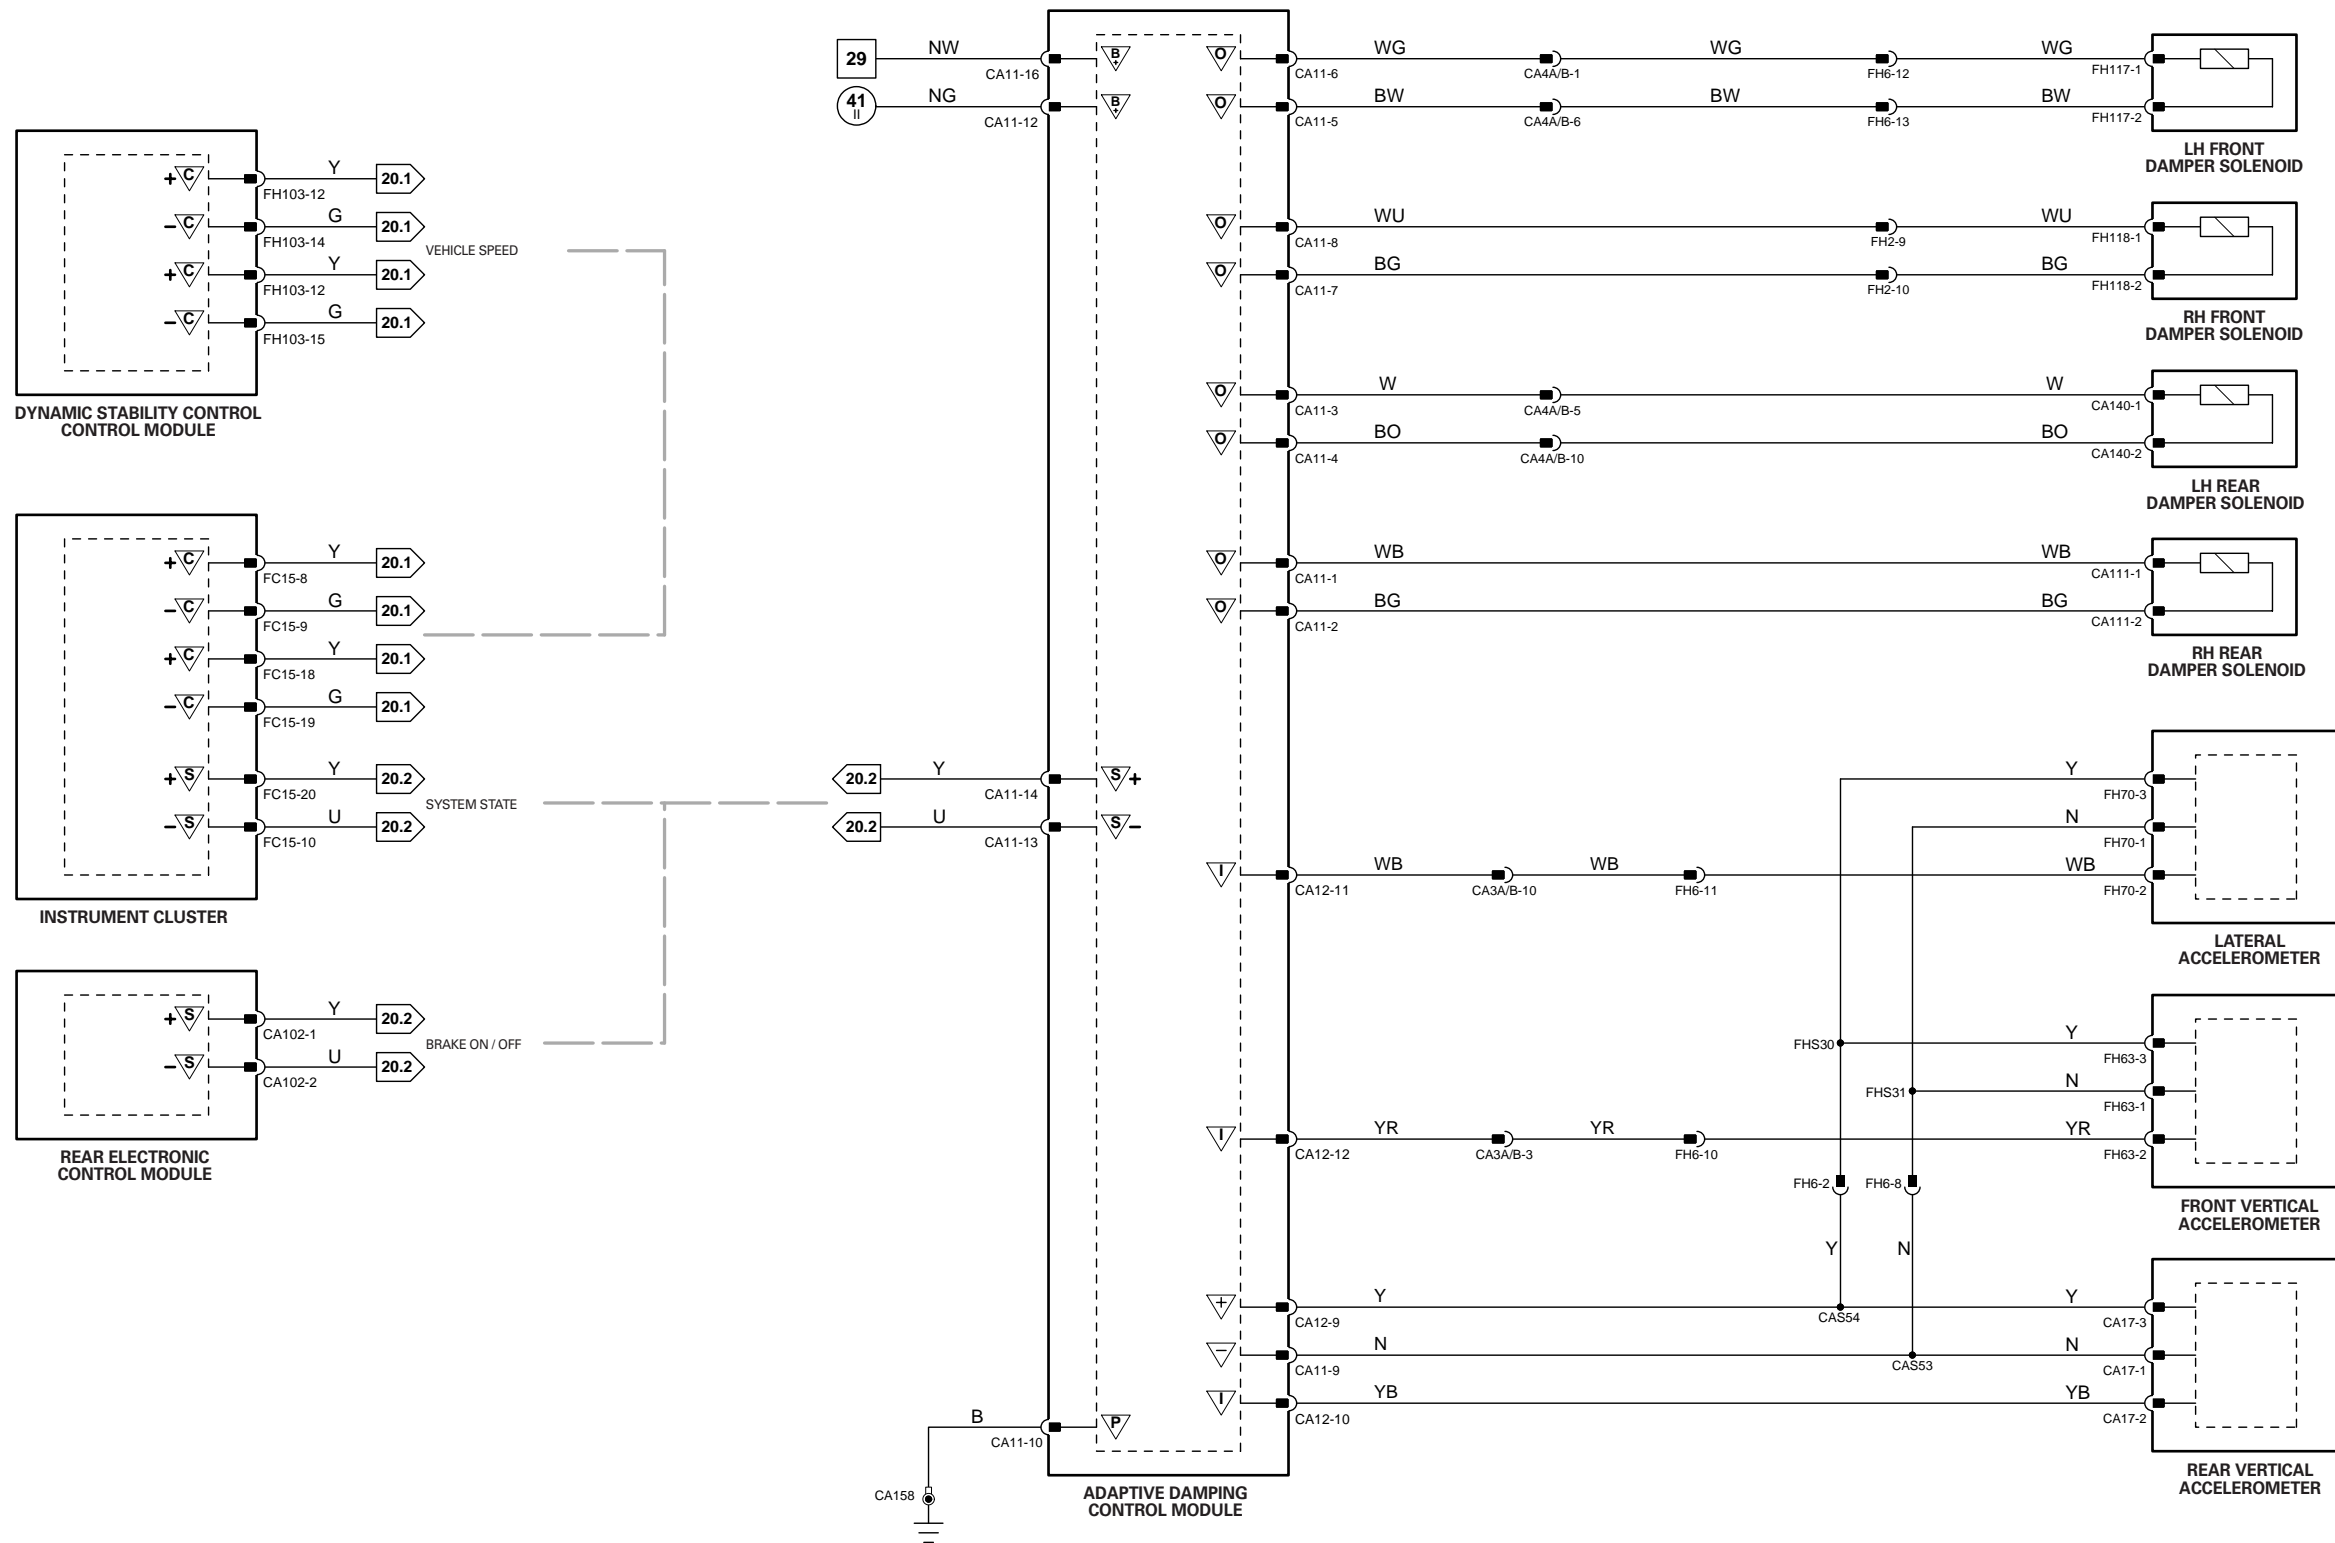 29
NW
CA11-16
B+
O
CA11-6
WG
CA4A/B-1
WG
FH6-12
WG
FH117-1
41
II
NG
CA11-12
B+
O
CA11-5
BW
CA4A/B-6
BW
FH6-13
BW
FH117-2
LH FRONT
DAMPER SOLENOID
O
CA11-8
WU
FH2-9
WU
FH118-1
O
CA11-7
BG
FH2-10
BG
FH118-2
RH FRONT
DAMPER SOLENOID
O
CA11-3
W
CA4A/B-5
W
CA140-1
O
CA11-4
BO
CA4A/B-10
BO
CA140-2
LH REAR
DAMPER SOLENOID
O
CA11-1
WB
WB
CA111-1
O
CA11-2
BG
BG
CA111-2
RH REAR
DAMPER SOLENOID
+ C
FH103-12
Y
20.1
– C
FH103-14
G
20.1
VEHICLE SPEED
+ C
FH103-12
Y
20.1
– C
FH103-15
G
20.1
DYNAMIC STABILITY CONTROL
CONTROL MODULE
+ C
FC15-8
Y
20.1
– C
FC15-9
G
20.1
+ C
FC15-18
Y
20.1
– C
FC15-19
G
20.1
+ S
FC15-20
Y
20.2
SYSTEM STATE
– S
FC15-10
U
20.2
INSTRUMENT CLUSTER
20.2
Y
CA11-14
S +
20.2
U
CA11-13
S –
+ S
CA102-1
Y
20.2
BRAKE ON / OFF
– S
CA102-2
U
20.2
REAR ELECTRONIC
CONTROL MODULE
Y
FH70-3
N
FH70-1
I
CA12-11
WB
CA3A/B-10
WB
FH6-11
WB
FH70-2
LATERAL
ACCELEROMETER
FHS30
Y
FH63-3
FHS31
N
FH63-1
I
CA12-12
YR
CA3A/B-3
YR
FH6-10
YR
FH63-2
FH6-2
FH6-8
FRONT VERTICAL
ACCELEROMETER
Y
N
+
CA12-9
Y
CAS54
Y
CA17-3
–
CA11-9
N
CAS53
N
CA17-1
I
CA12-10
YB
YB
CA17-2
REAR VERTICAL
ACCELEROMETER
B
CA11-10
P
CA158
ADAPTIVE DAMPING
CONTROL MODULE